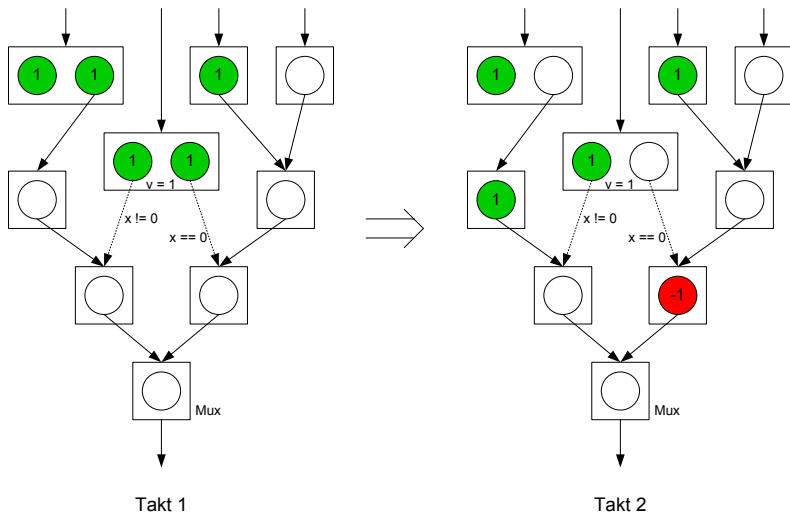 1 1 1
1 1
v = 1
x != 0
x == 0
Mux
Takt 1
1 1
1
v = 1
1
x != 0
x == 0
-1
Mux
Takt 2